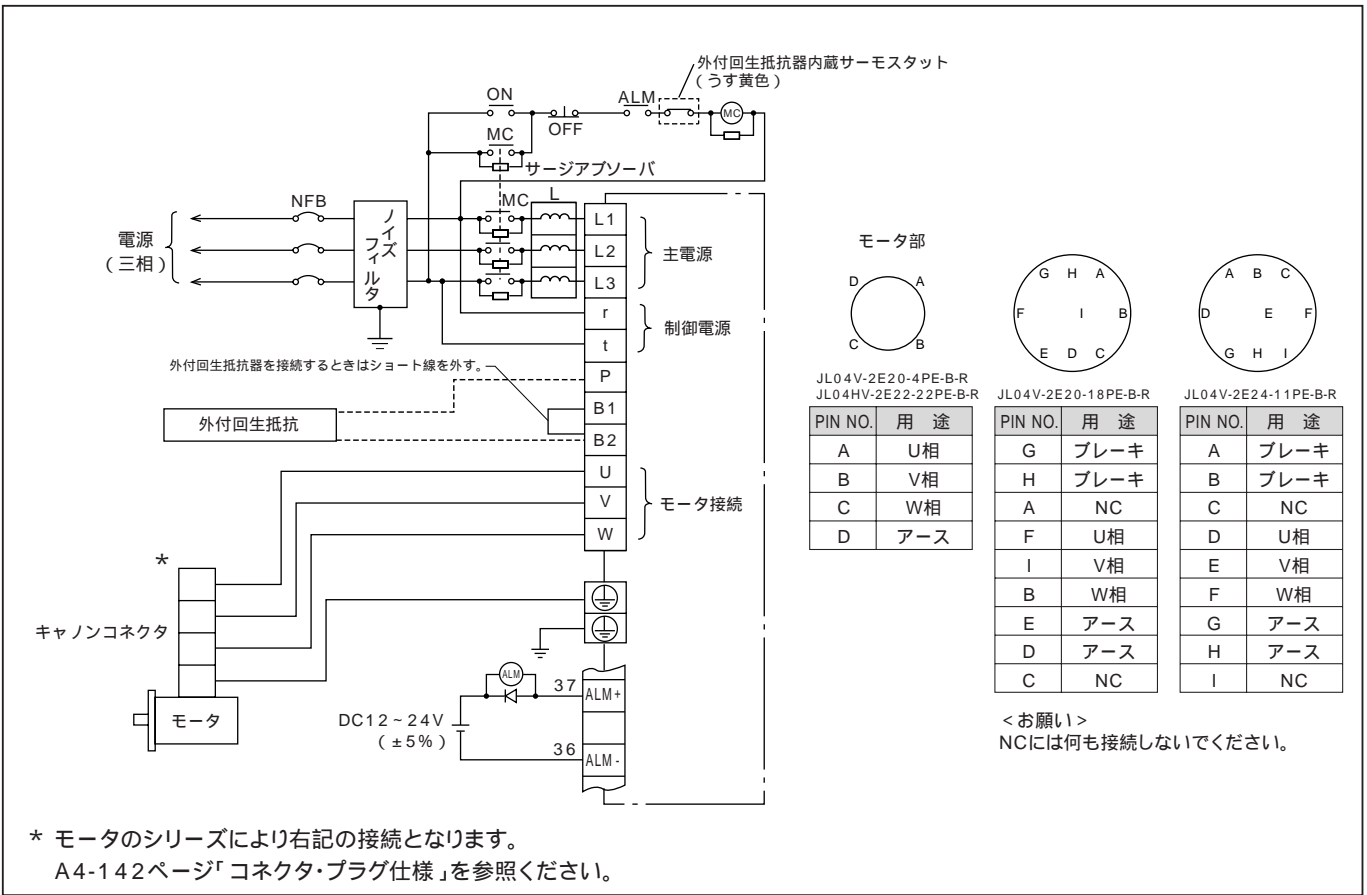 外付回生抵抗器内蔵サーモスタット
(うす黄色)
ON
OFF
ALM
MC
MC
サージアブソーバ
NFB
ノイズフィルタ
MC
L
電源
(三相)
L1
L2
L3
主電源
r
t
制御電源
外付回生抵抗器を接続するときはショート線を外す。
P
B1
B2
外付回生抵抗
U
V
W
モータ接続
*
キャノンコネクタ
モータ
ALM
37
ALM+
DC12~24V
(±5%)
36
ALM-
モータ部
D A
C B
JL04V-2E20-4PE-B-R
JL04HV-2E22-22PE-B-R
PIN NO. 用 途
A U相
B V相
C W相
D アース
G H A
F I B
E D C
JL04V-2E20-18PE-B-R
PIN NO. 用 途
G ブレーキ
H ブレーキ
A NC
F U相
I V相
B W相
E アース
D アース
C NC
A B C
D E F
G H I
JL04V-2E24-11PE-B-R
PIN NO. 用 途
A ブレーキ
B ブレーキ
C NC
D U相
E V相
F W相
G アース
H アース
I NC
<お願い>
NCには何も接続しないでください。
* モータのシリーズにより右記の接続となります。
A4-142ページ「コネクタ・プラグ仕様」を参照ください。